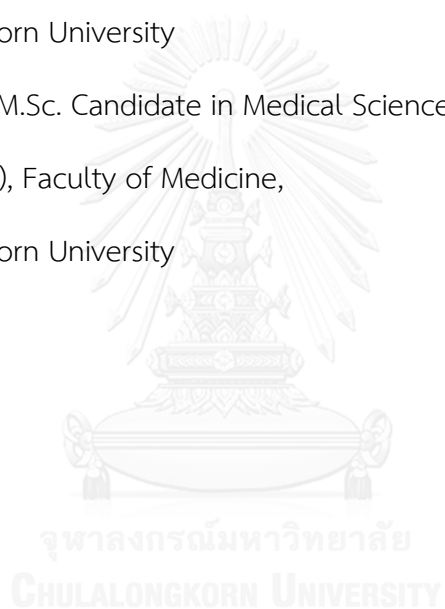 orn University
M.Sc. Candidate in Medical Science
), Faculty of Medicine,
orn University
จุฬาลงกรณ์มหาวิทยาลัย
CHULALONGKORN UNIVERSITY